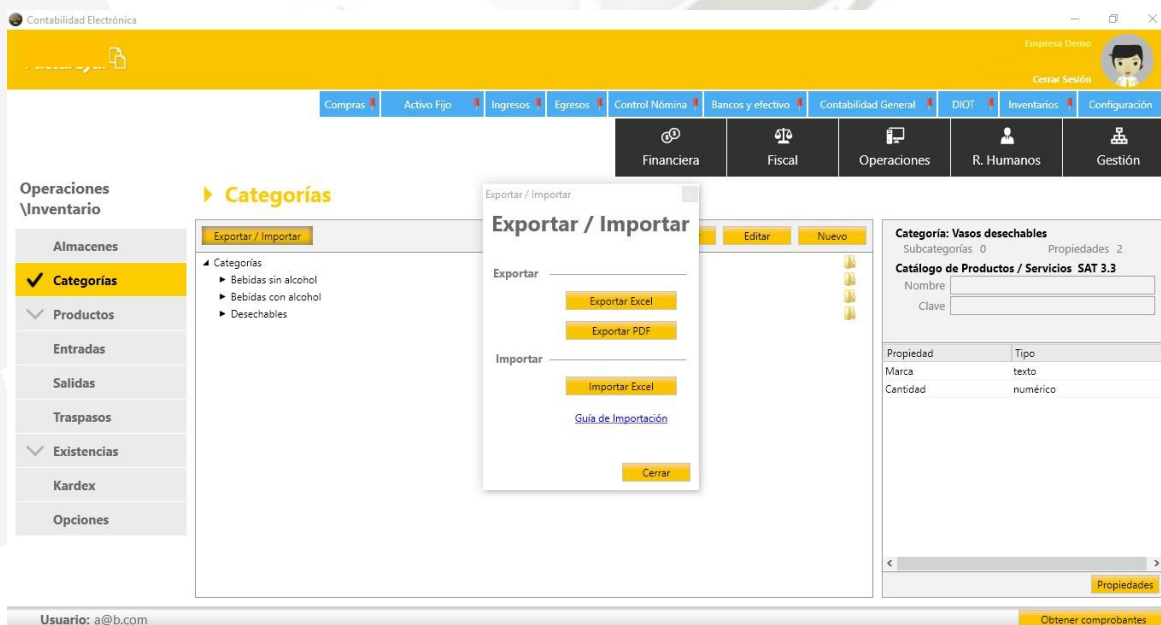 Contabilidad Electrónica
Empresa Demo
Cerrar Sesión
Compras
Activo Fijo
Ingresos
Egresos
Control Nómina
Bancos y efectivo
Contabilidad General
DIOT
Inventarios
Configuración
Financiera
Fiscal
Operaciones
R. Humanos
Gestión
Operaciones
\Inventario
Almacenes
Categorías
Productos
Entradas
Salidas
Traspasos
Existencias
Kardex
Opciones
Categorías
Exportar / Importar
Editar
Nuevo
Categorías
Bebidas sin alcohol
Bebidas con alcohol
Desechables
Exportar / Importar
Exportar / Importar
Exportar
Exportar Excel
Exportar PDF
Importar
Importar Excel
Guía de Importación
Cerrar
Categoría: Vasos desechables
Subcategorías 0 Propiedades 2
Catálogo de Productos / Servicios SAT 3.3
Nombre
Clave
Propiedad Tipo
Marca texto
Cantidad numérico
Propiedades
Usuario: a@b.com
Obtener comprobantes